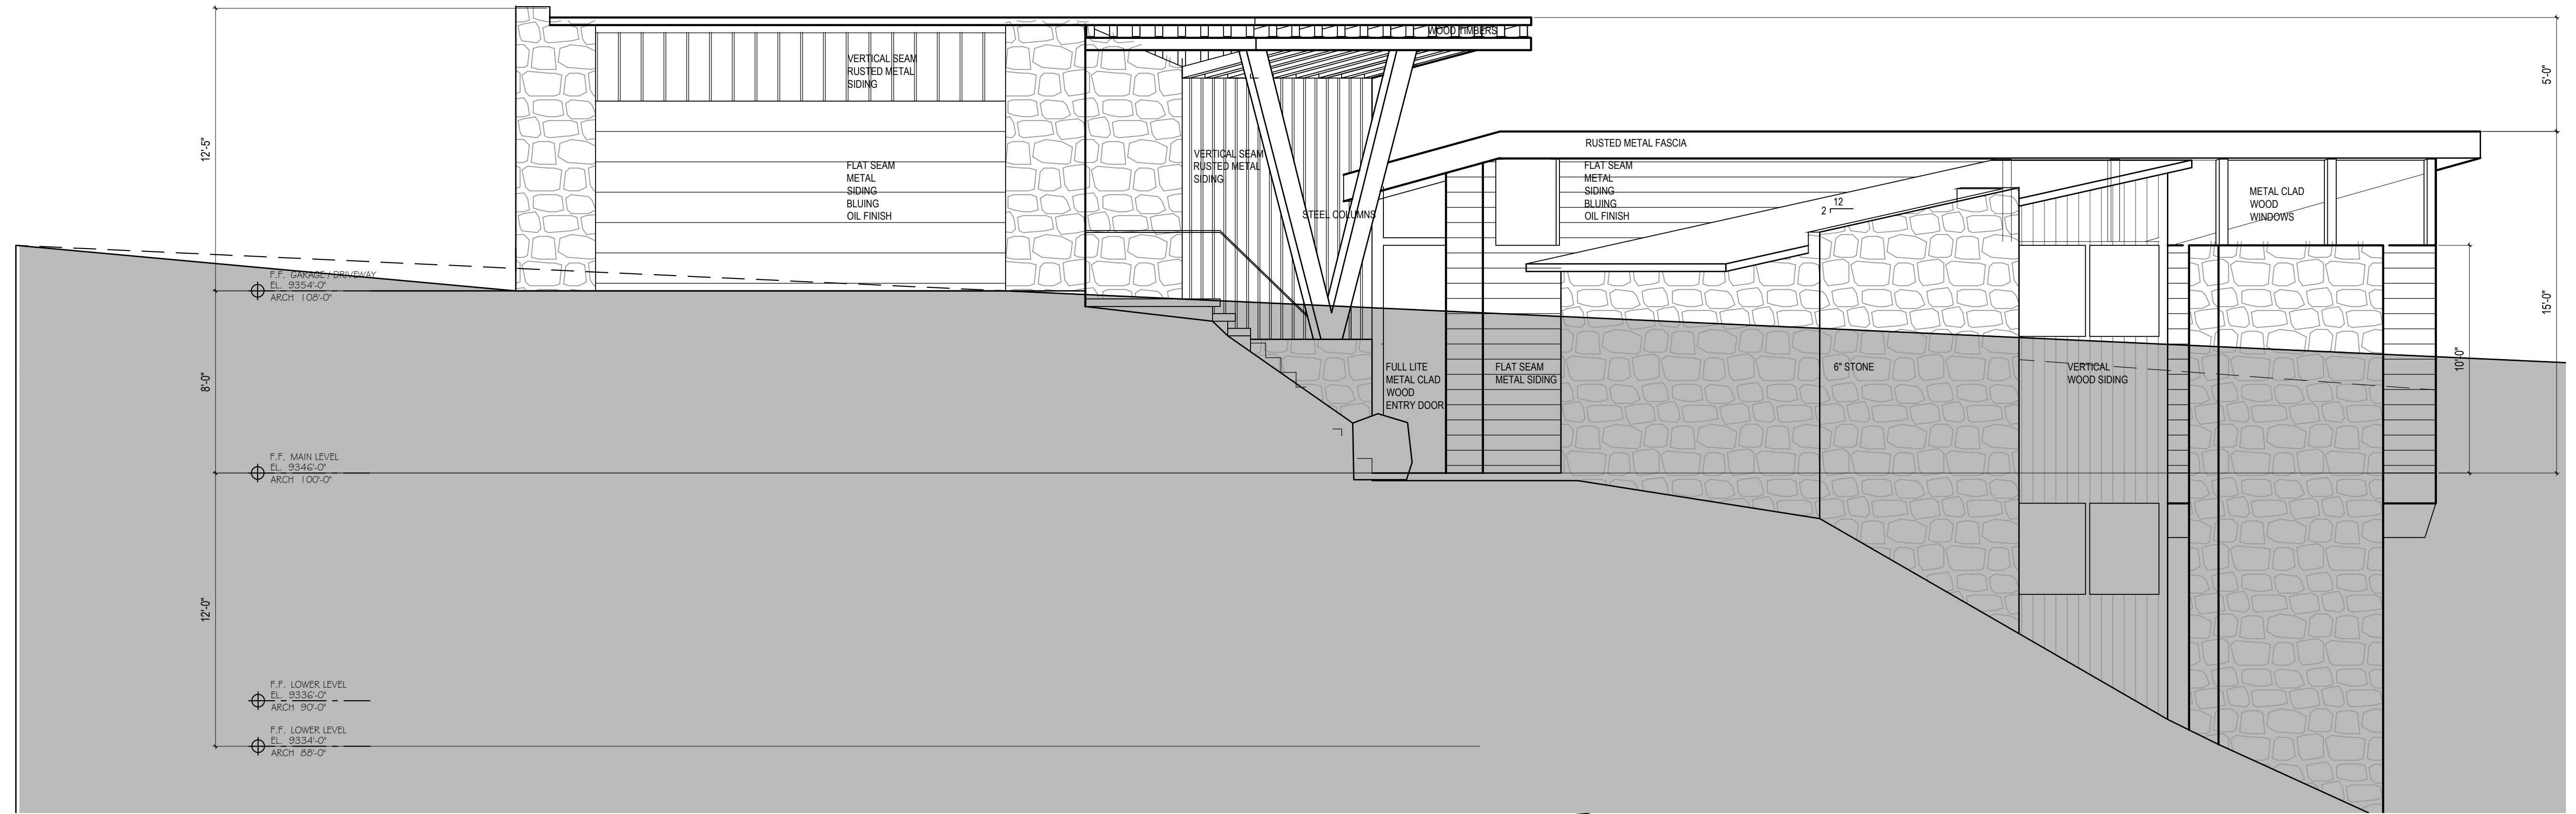 WOOD TIMBERS
VERTICAL SEAM
RUSTED METAL
SIDING
5'-0"
12'-5"
RUSTED METAL FASCIA
VERTICAL SEAM
RUSTED METAL
SIDING
FLAT SEAM
METAL
SIDING
BLUING
OIL FINISH
FLAT SEAM
METAL
SIDING
BLUING
OIL FINISH
METAL CLAD
WOOD
WINDOWS
STEEL COLUMNS
12
2
F.F. GARAGE / DRIVEWAY
EL. 9354'-0"
ARCH 108'-0"
15'-0"
10'-0"
8'-0"
FULL LITE
METAL CLAD
WOOD
ENTRY DOOR
FLAT SEAM
METAL SIDING
6" STONE
VERTICAL
WOOD SIDING
F.F. MAIN LEVEL
EL. 9346'-0"
ARCH 100'-0"
12'-0"
F.F. LOWER LEVEL
EL. 9336'-0"
ARCH 90'-0"
F.F. LOWER LEVEL
EL. 9334'-0"
ARCH 88'-0"